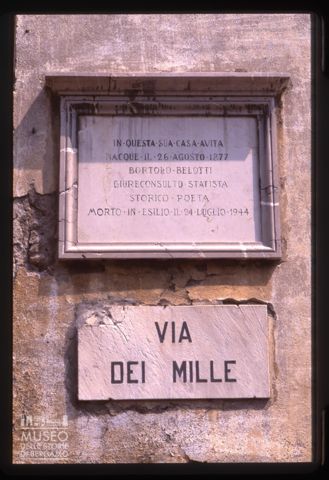 IN·QUESTA·SUA·CASA·AVITA
NACQUE·IL·26·AGOSTO·1877
BORTOLO·BELOTTI
GIURECONSULTO·STATISTA
STORICO·POETA
MORTO·IN·ESILIO·IL·24·LUGLIO·1944
VIA
DEI MILLE
MUSEO
DELLE STORIE
DI BERGAMO